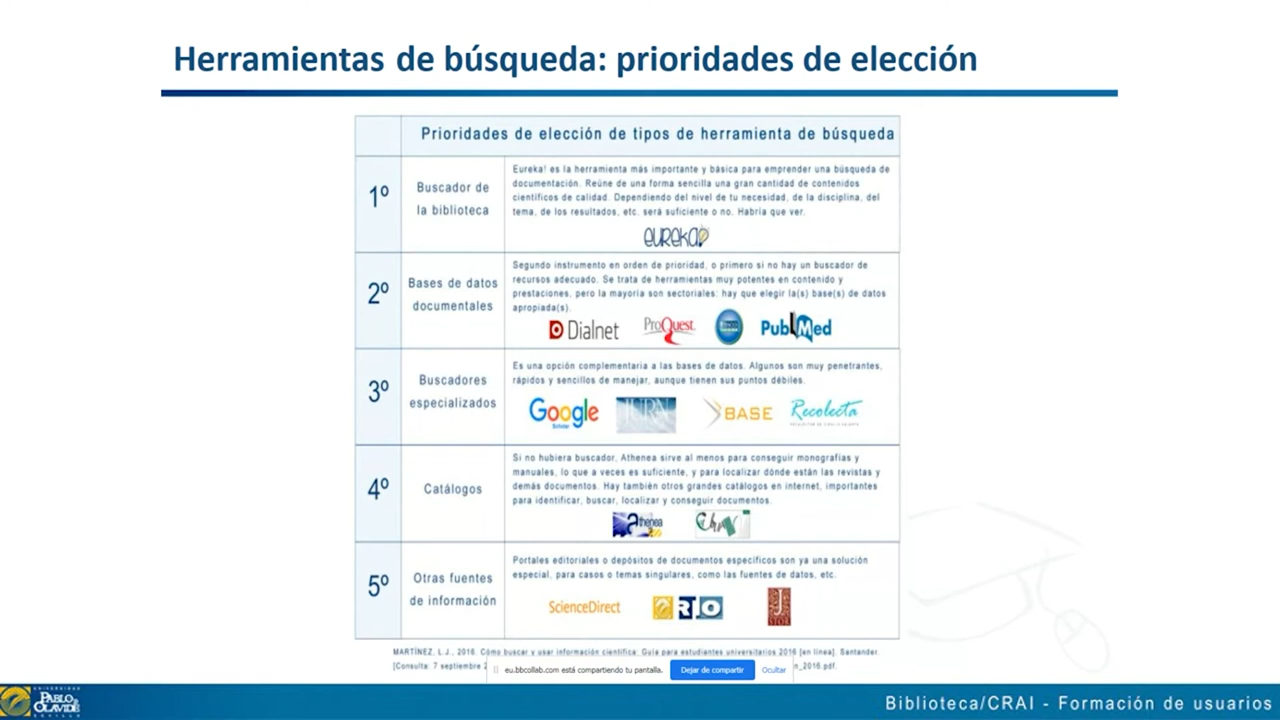 Herramientas de búsqueda: prioridades de elección
Prioridades de elección de tipos de herramienta de búsqueda
1º
Buscador de
la biblioteca
Eureka! es la herramienta más importante y básica para emprender una búsqueda de
documentación. Reúne de una forma sencilla una gran cantidad de contenidos
científicos de calidad. Dependiendo del nivel de tu necesidad, de la disciplina, del
tema, de los resultados, etc. será suficiente o no. Habría que ver.
eureka!
2º
Bases de datos
documentales
Segundo instrumento en orden de prioridad, o primero si no hay un buscador de
recursos adecuado. Se trata de herramientas muy potentes en contenido y
prestaciones, pero la mayoría son sectoriales: hay que elegir la(s) base(s) de datos
apropiada(s).
Dialnet
ProQuest
PubMed
3º
Buscadores
especializados
Es una opción complementaria a las bases de datos. Algunos son muy penetrantes,
rápidos y sencillos de manejar, aunque tienen sus puntos débiles.
Google
Scholar
BASE
Recolecta
4º
Catálogos
Si no hubiera buscador, Athenea sirve al menos para conseguir monografías y
manuales, lo que a veces es suficiente, y para localizar dónde están las revistas y
demás documentos. Hay también otros grandes catálogos en internet, importantes
para identificar, buscar, localizar y conseguir documentos.
Athenea
5º
Otras fuentes
de información
Portales editoriales o depósitos de documentos específicos son ya una solución
especial, para casos o temas singulares, como las fuentes de datos, etc.
ScienceDirect
RIO
JSTOR
MARTÍNEZ, L.J., 2016. Cómo buscar y usar información científica: Guía para estudiantes universitarios 2016 [en línea]. Santander.
[Consulta: 7 septiembre 2
n_2016.pdf.
eu.bbcollab.com está compartiendo tu pantalla.
Dejar de compartir
Ocultar
UNIVERSIDAD
PABLO DE
OLAVIDE
SEVILLA
Biblioteca/CRAI - Formación de usuarios